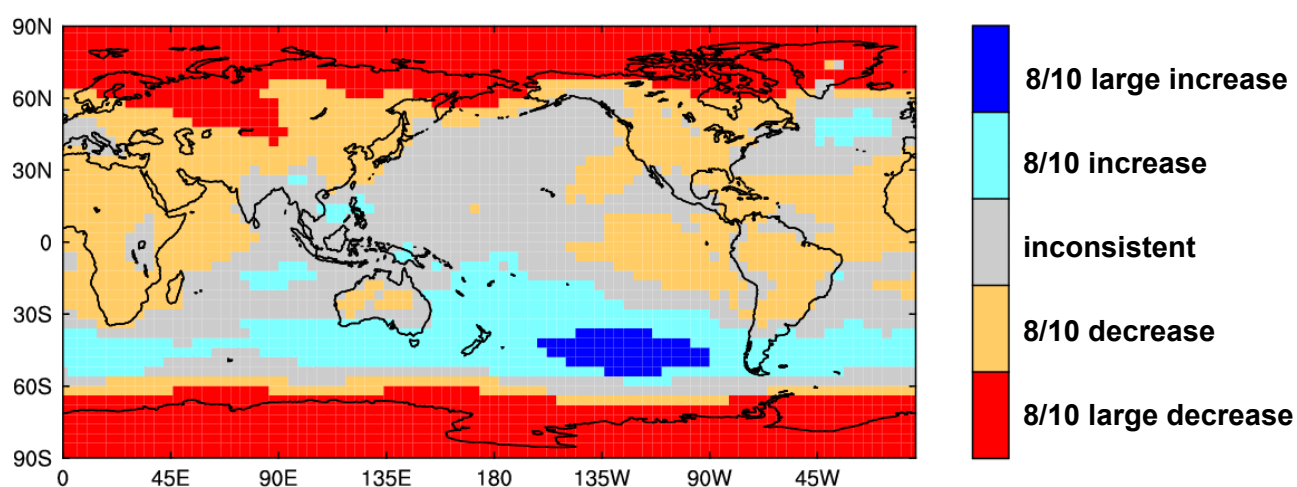 90N
60N
30N
0
30S
60S
90S
0 45E 90E 135E 180 135W 90W 45W
8/10 large increase
8/10 increase
inconsistent
8/10 decrease
8/10 large decrease